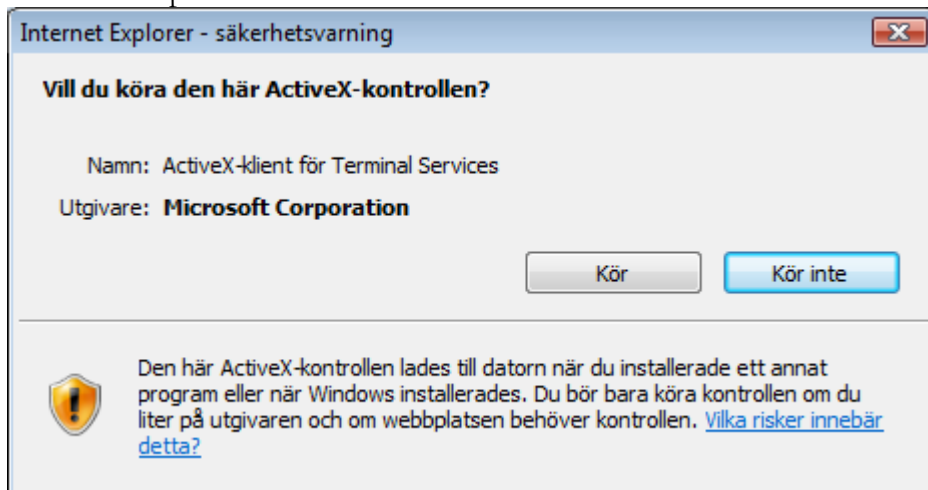 Internet Explorer - säkerhetsvarning
Vill du köra den här ActiveX-kontrollen?
Namn: ActiveX-klient för Terminal Services
Utgivare: Microsoft Corporation
Kör Kör inte
Den här ActiveX-kontrollen lades till datorn när du installerade ett annat
program eller när Windows installerades. Du bör bara köra kontrollen om du
liter på utgivaren och om webbplatsen behöver kontrollen. Vilka risker innebär
detta?